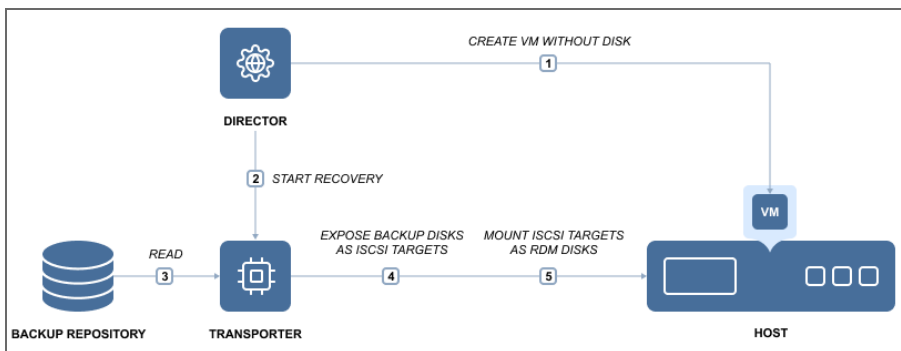 CREATE VM WITHOUT DISK
1
DIRECTOR
2
START RECOVERY
VM
READ
3
EXPOSE BACKUP DISKS
AS ISCSI TARGETS
4
MOUNT ISCSI TARGETS
AS RDM DISKS
5
BACKUP REPOSITORY
TRANSPORTER
HOST